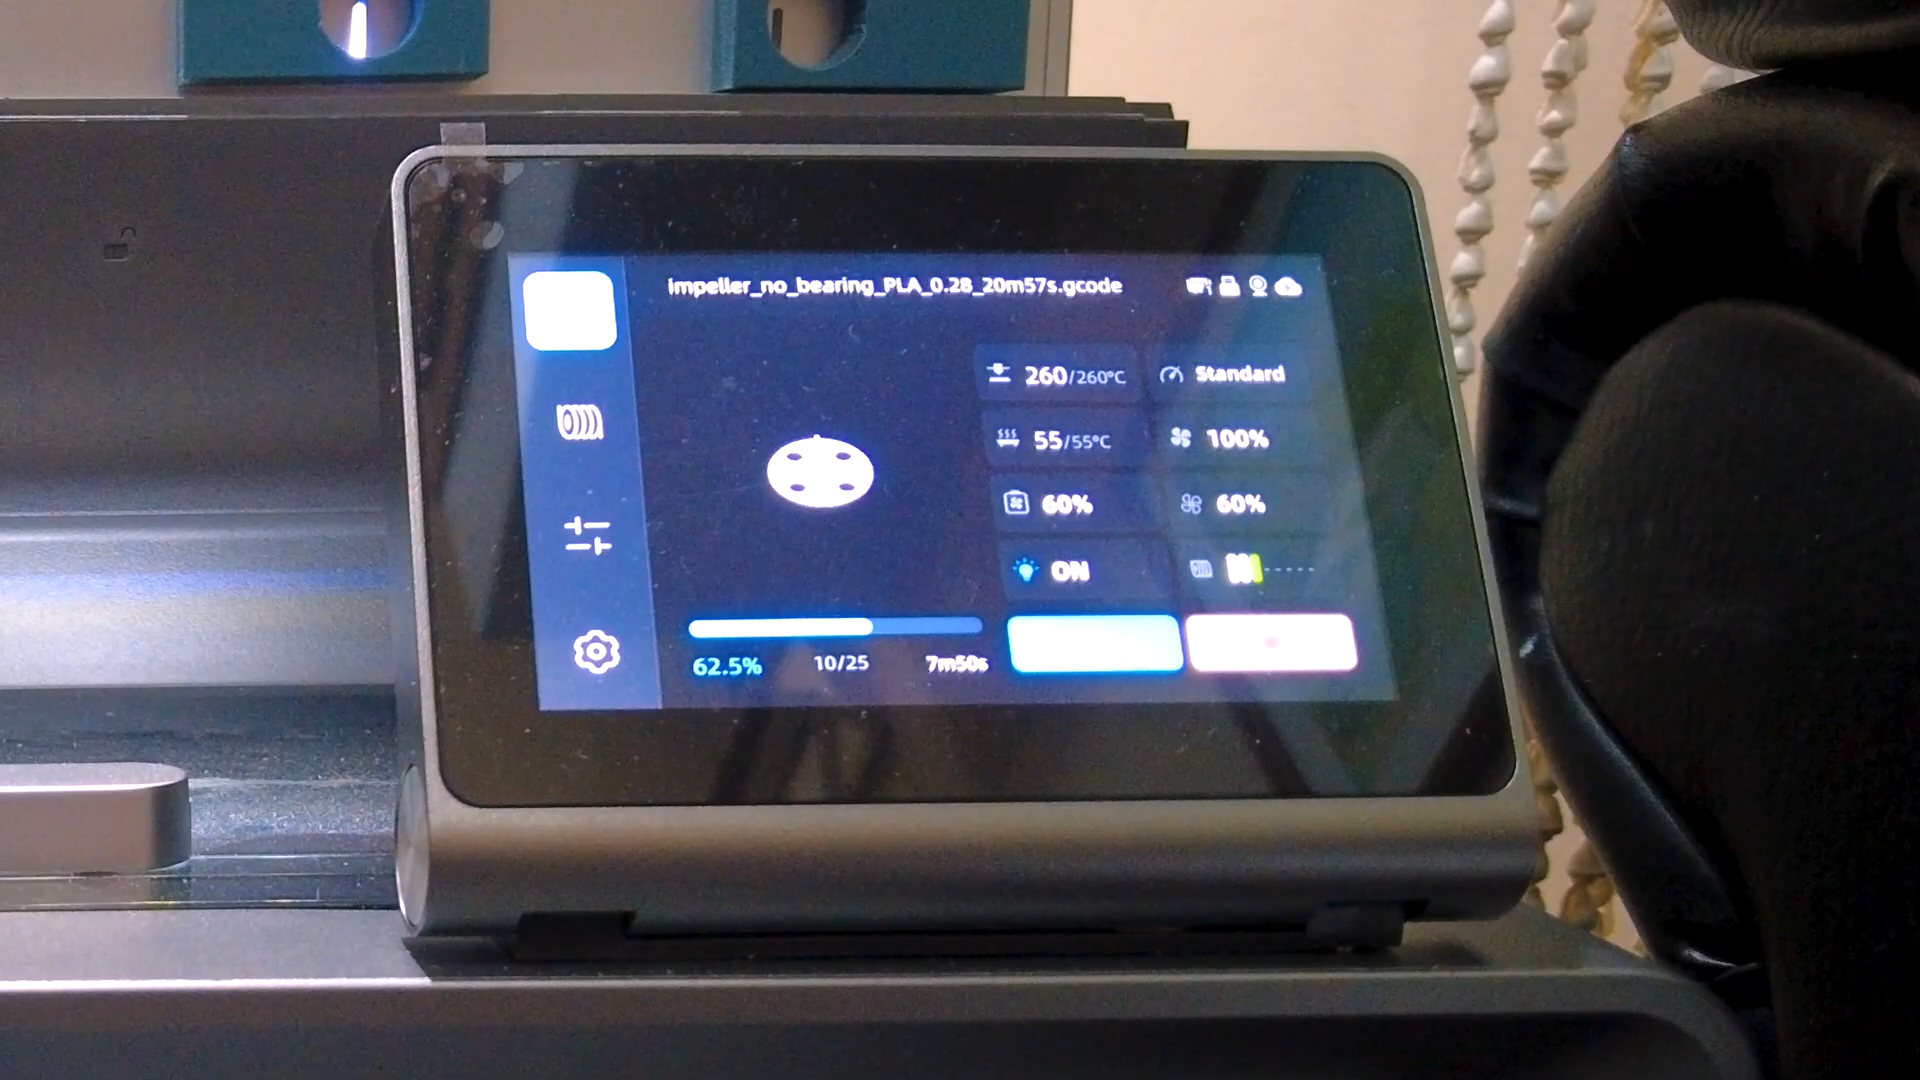 impeller_no_bearing_PLA_0.28_20m57s.gcode
260/260°C
Standard
55/55°C
100%
60%
60%
ON
62.5%
10/25
7m50s